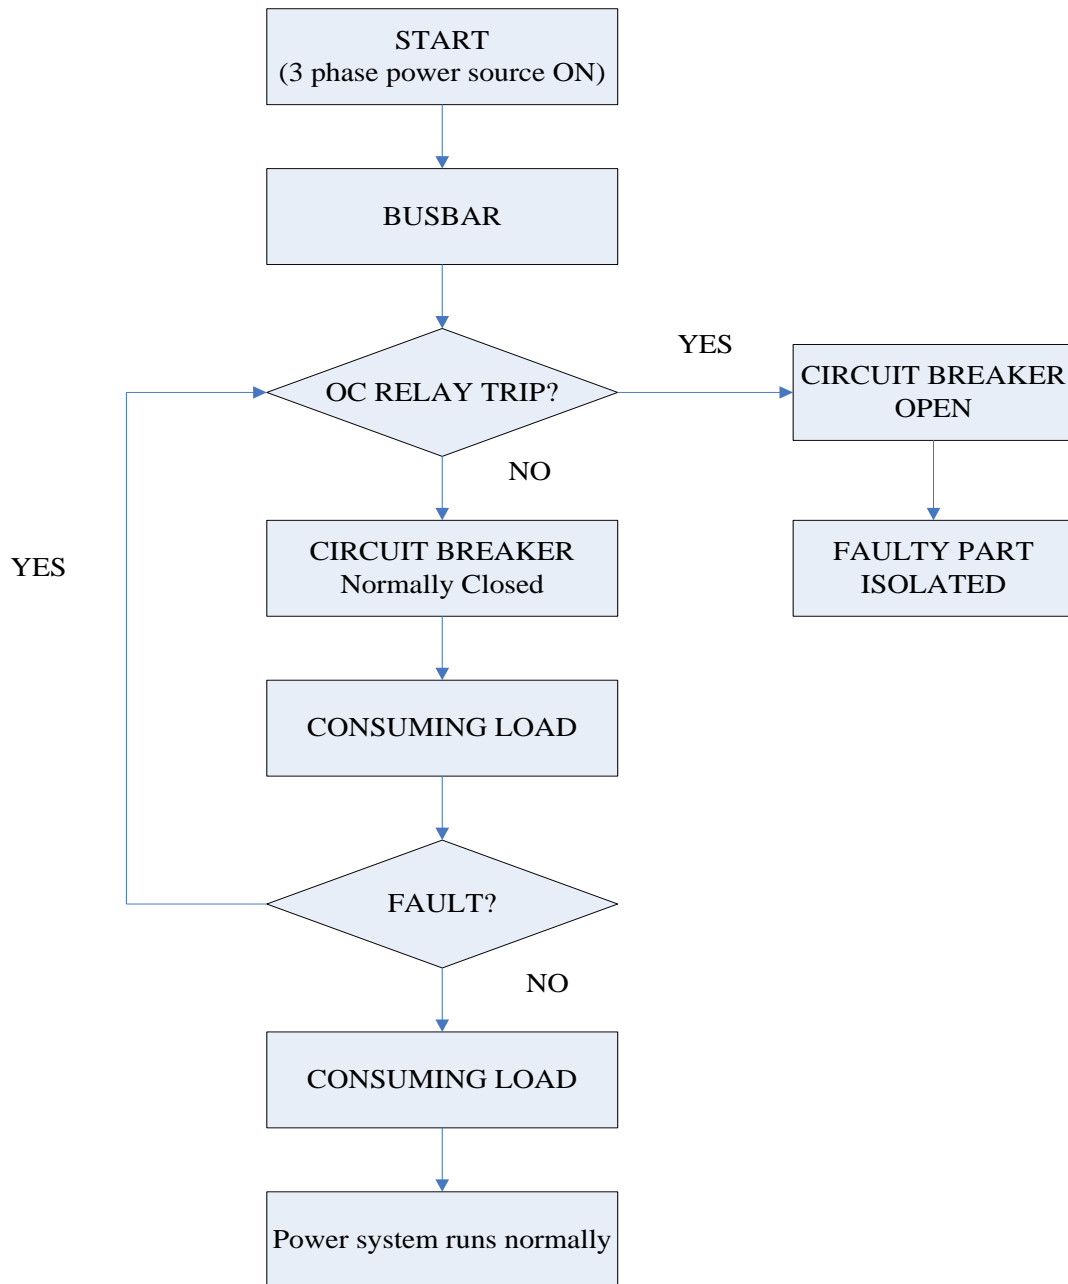 START
(3 phase power source ON)
BUSBAR
YES
OC RELAY TRIP?
CIRCUIT BREAKER
OPEN
NO
CIRCUIT BREAKER
Normally Closed
FAULTY PART
ISOLATED
YES
CONSUMING LOAD
FAULT?
NO
CONSUMING LOAD
Power system runs normally